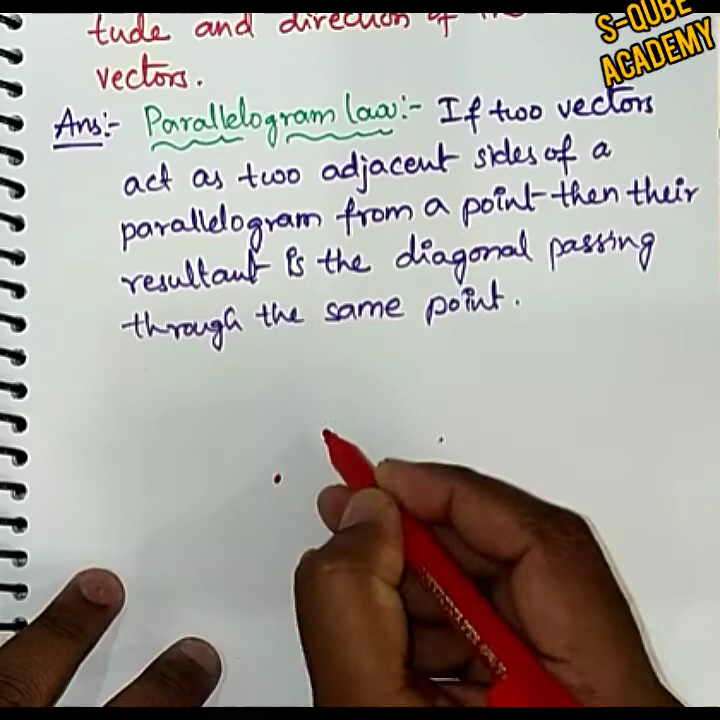 tude and direction of the
vectors.
S-QUBE
ACADEMY
Ans:- Parallelogram law:- If two vectors
act as two adjacent sides of a
parallelogram from a point then their
resultant is the diagonal passing
through the same point.